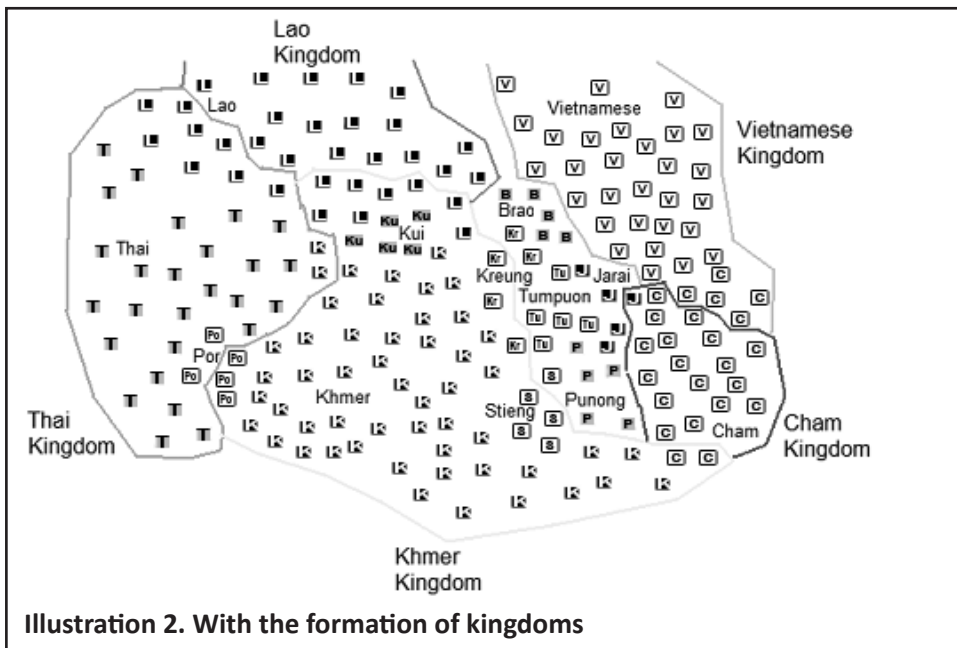 Lao
Kingdom
Lao
Vietnamese
Vietnamese
Kingdom
Brao
Kui
Thai
Kreung
Jarai
Tumpuon
Por
Khmer
Stieng
Punong
Thai
Kingdom
Cham
Cham
Kingdom
Khmer
Kingdom
Illustration 2. With the formation of kingdoms